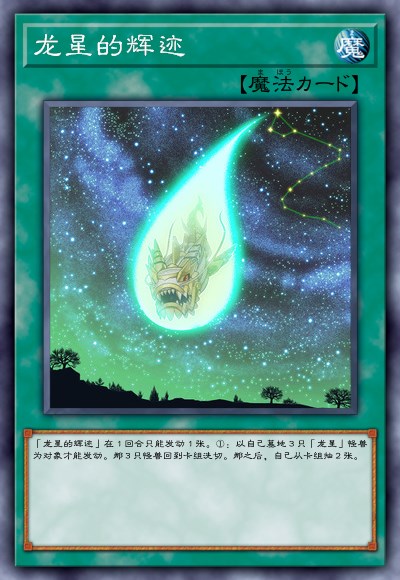 龙星的辉迹
魔
【魔法カード】
まほう
「龙星的辉迹」在1回合只能发动1张。①：以自己墓地3只「龙星」怪兽
为对象才能发动。那3只怪兽回到卡组洗切。那之后，自己从卡组抽2张。